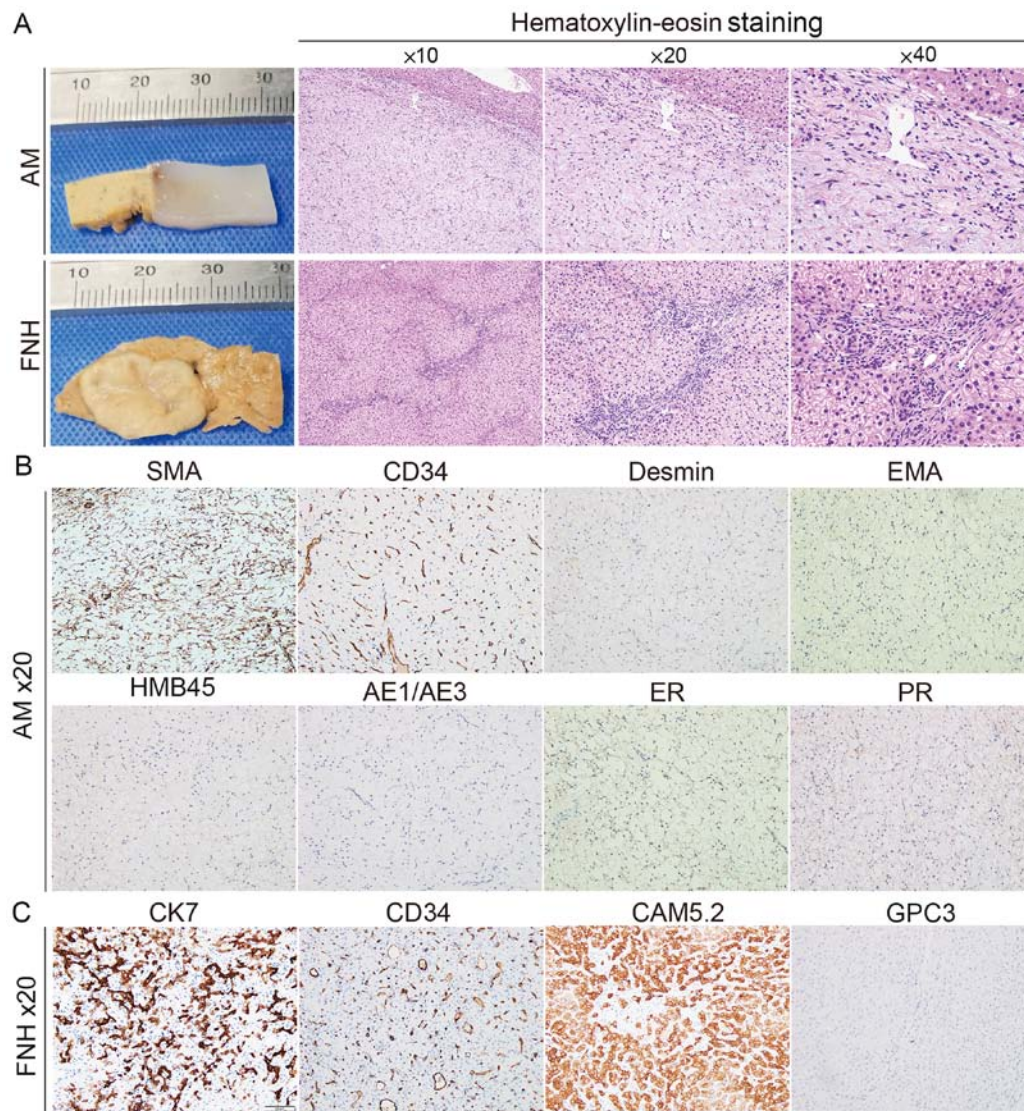 A
Hematoxylin-eosin staining
×10 ×20 ×40
AM
10 20 30
FNH
10 20 30
B
SMA CD34 Desmin EMA
AM x20
HMB45 AE1/AE3 ER PR
C
CK7 CD34 CAM5.2 GPC3
FNH x20